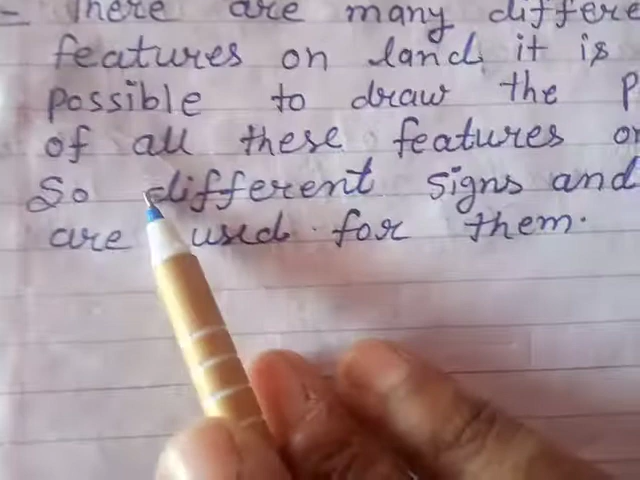 - There are many differe
features on land, it is
possible to draw the p
of all these features o
So different signs and
are used for them.